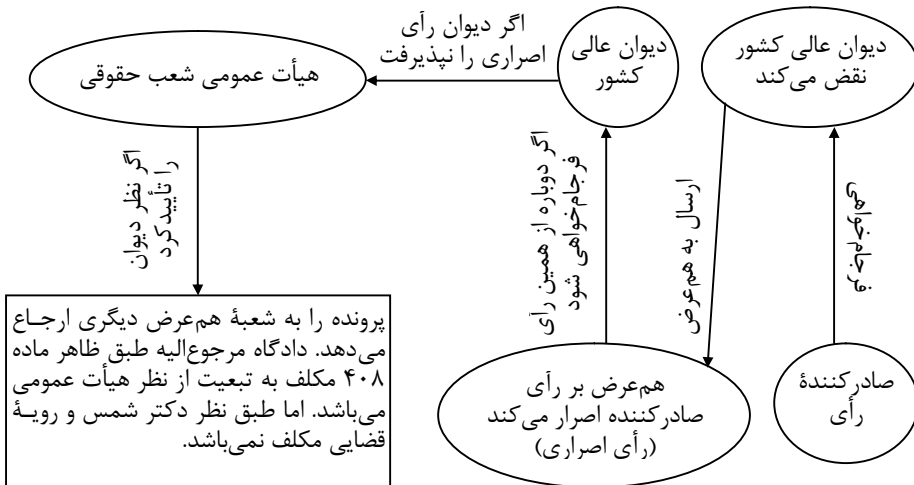 صادرکنندۀ
رأی
فرجام‌خواهی
دیوان عالی کشور
نقض می‌کند
ارسال به هم‌عرض
هم‌عرض بر رأی
صادرکننده اصرار می‌کند
(رأی اصراری)
اگر دوباره از همین رأی
فرجام‌خواهی شود
دیوان عالی
کشور
اگر دیوان رأی
اصراری را نپذیرفت
هیأت عمومی شعب حقوقی
اگر نظر دیوان
را تأیید‌کرد
پرونده را به شعبۀ هم‌عرض دیگری ارجـاع
می‌دهد. دادگاه مرجوع‌الیه طبق ظاهر ماده
۴۰۸ مکلف به تبعیت از نظر هیأت عمومی
می‌باشد. اما طبق نظر دکتر شمس و رویـۀ
قضایی مکلف نمی‌باشد.